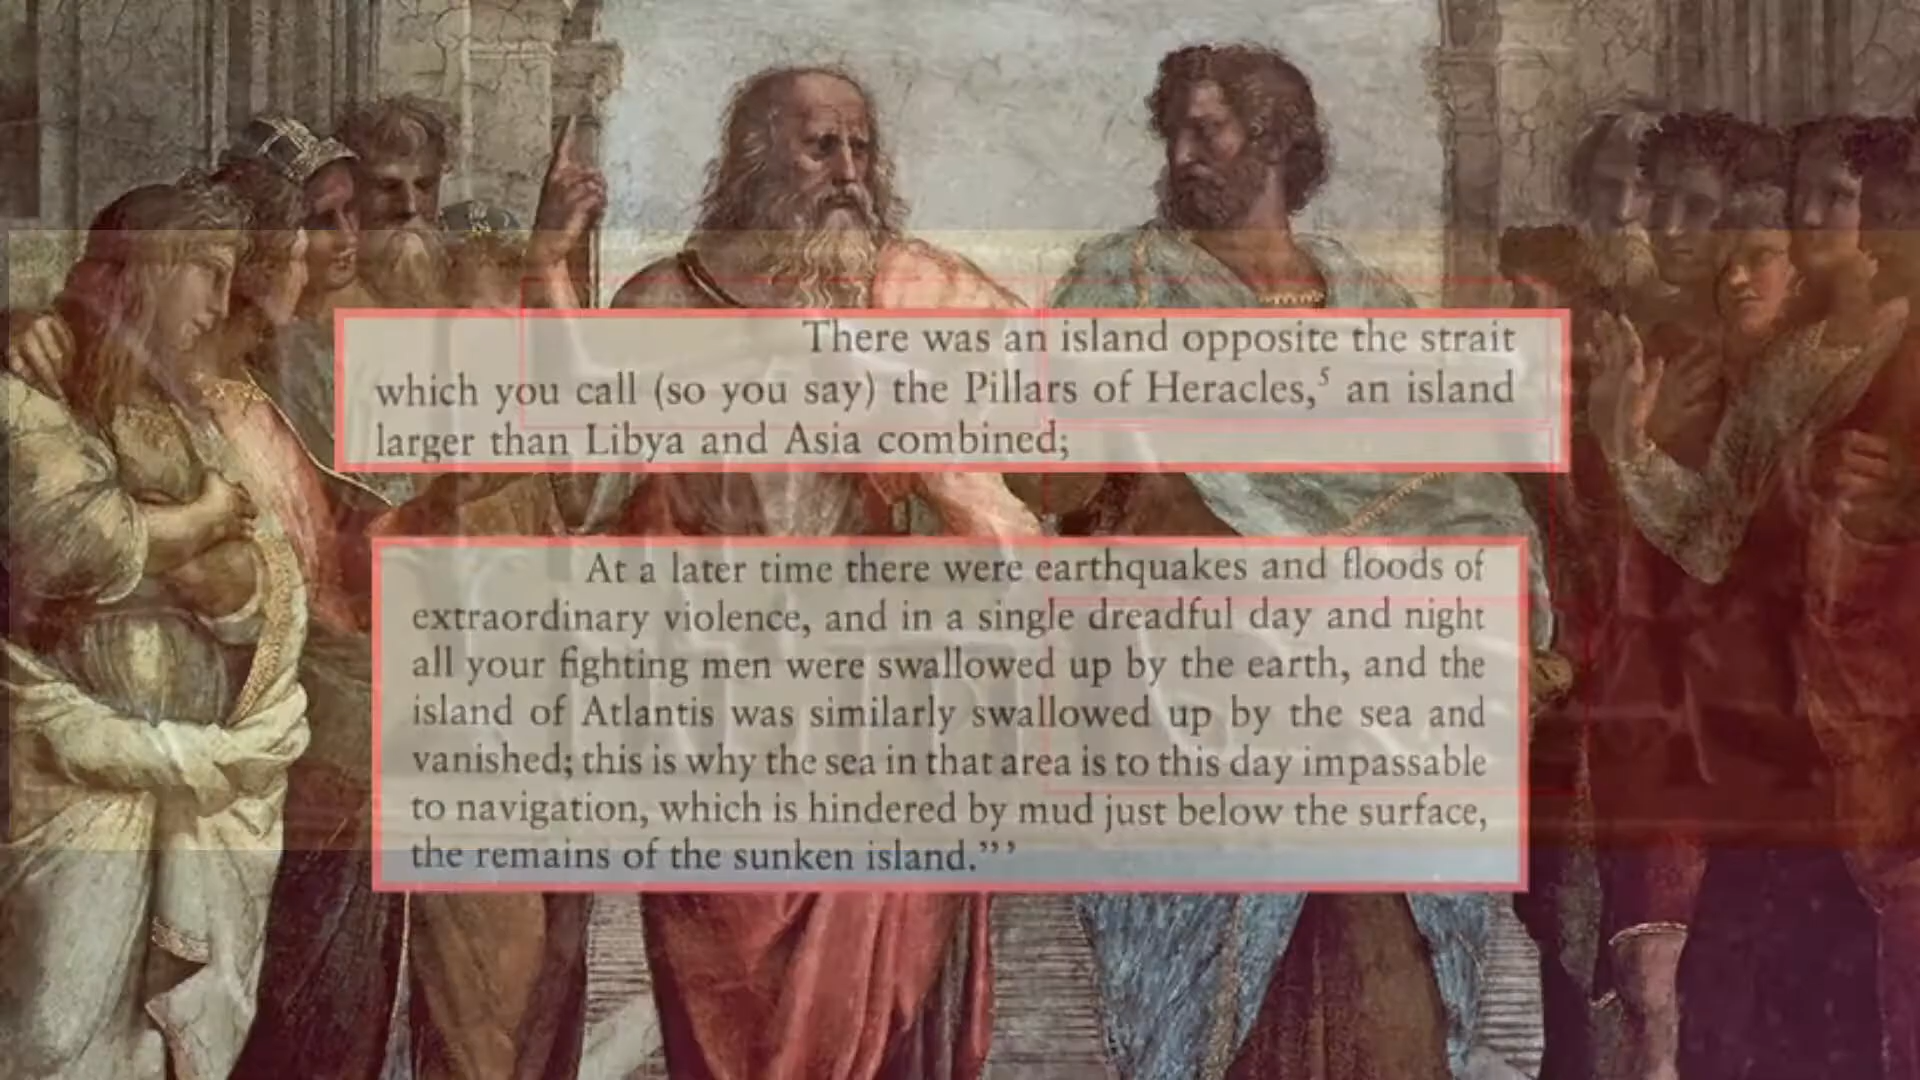 There was an island opposite the strait
which you call (so you say) the Pillars of Heracles,⁵ an island
larger than Libya and Asia combined;
At a later time there were earthquakes and floods of
extraordinary violence, and in a single dreadful day and night
all your fighting men were swallowed up by the earth, and the
island of Atlantis was similarly swallowed up by the sea and
vanished; this is why the sea in that area is to this day impassable
to navigation, which is hindered by mud just below the surface,
the remains of the sunken island.” ’